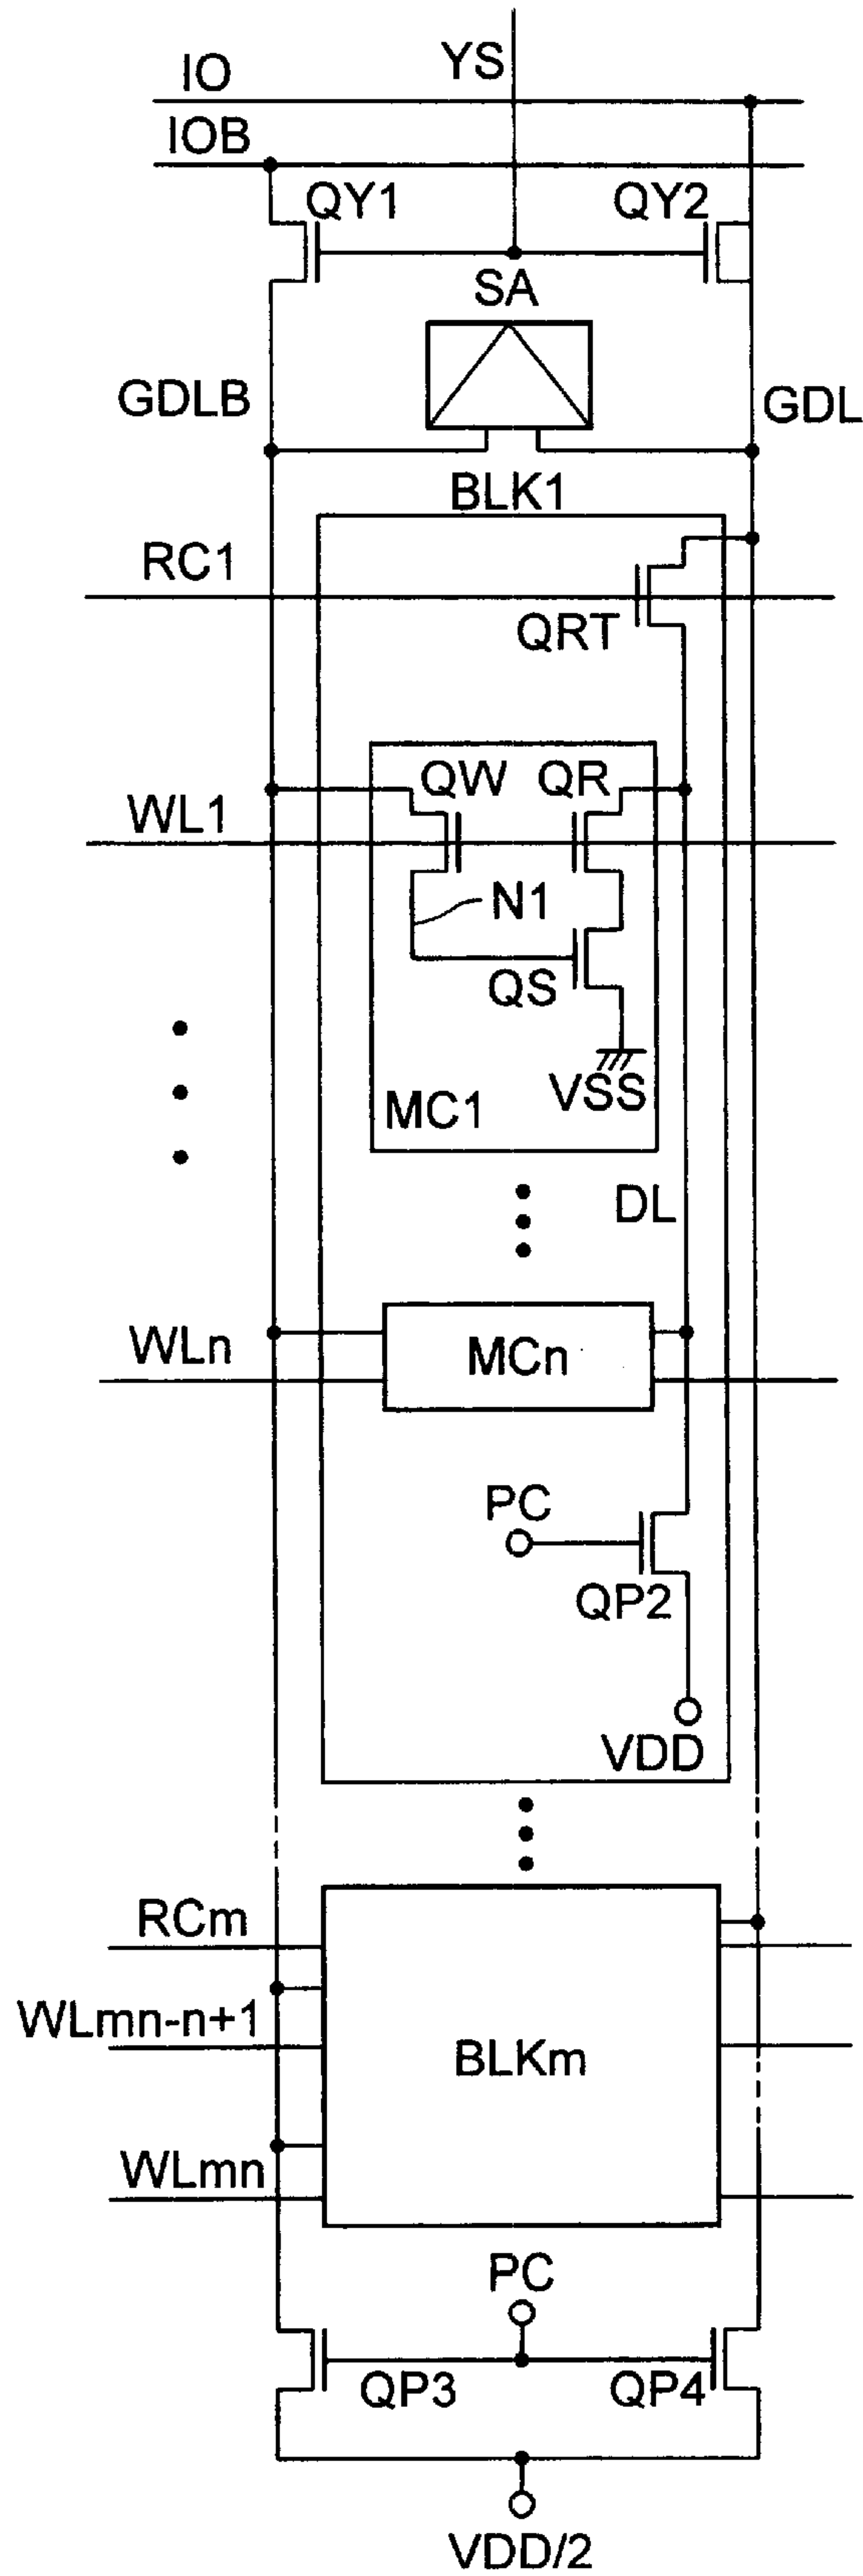 YS
IO
IOB
QY1
QY2
SA
GDLB
GDL
BLK1
RC1
QRT
QW
QR
WL1
N1
QS
VSS
MC1
DL
WLn
MCn
PC
QP2
VDD
RCm
WLmn-n+1
BLKm
WLmn
PC
QP3
QP4
VDD/2